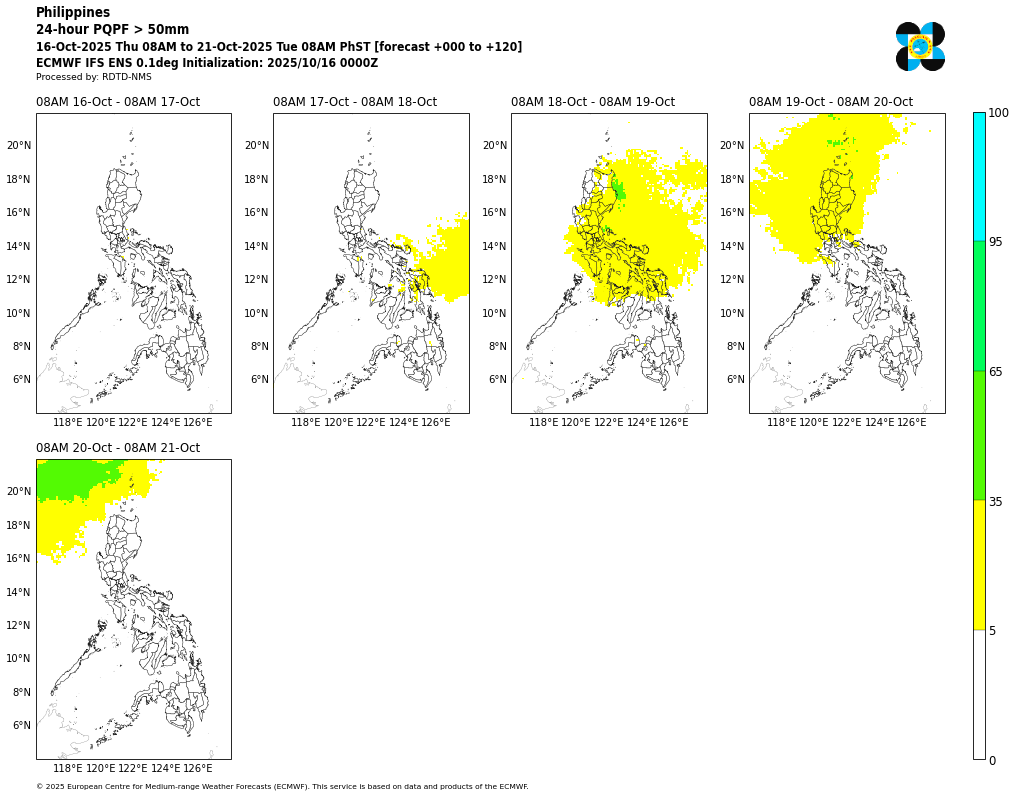 Philippines
24-hour PQPF > 50mm
16-Oct-2025 Thu 08AM to 21-Oct-2025 Tue 08AM PhST [forecast +000 to +120]
ECMWF IFS ENS 0.1deg Initialization: 2025/10/16 0000Z
Processed by: RDTD-NMS
08AM 16-Oct - 08AM 17-Oct
20°N
18°N
16°N
14°N
12°N
10°N
8°N
6°N
118°E 120°E 122°E 124°E 126°E
08AM 17-Oct - 08AM 18-Oct
20°N
18°N
16°N
14°N
12°N
10°N
8°N
6°N
118°E 120°E 122°E 124°E 126°E
08AM 18-Oct - 08AM 19-Oct
20°N
18°N
16°N
14°N
12°N
10°N
8°N
6°N
118°E 120°E 122°E 124°E 126°E
08AM 19-Oct - 08AM 20-Oct
20°N
18°N
16°N
14°N
12°N
10°N
8°N
6°N
118°E 120°E 122°E 124°E 126°E
08AM 20-Oct - 08AM 21-Oct
20°N
18°N
16°N
14°N
12°N
10°N
8°N
6°N
118°E 120°E 122°E 124°E 126°E
100
95
65
35
5
0
© 2025 European Centre for Medium-range Weather Forecasts (ECMWF). This service is based on data and products of the ECMWF.